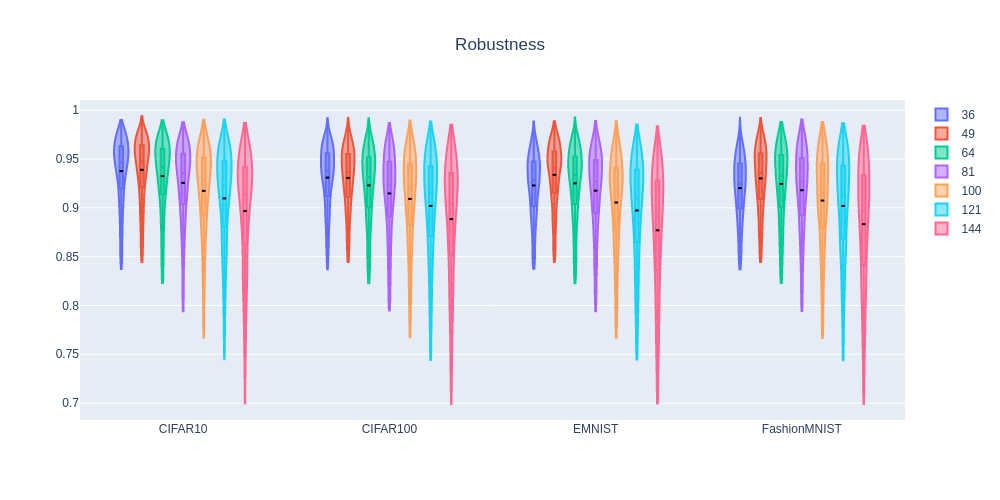 Robustness
1
0.95
0.9
0.85
0.8
0.75
0.7
CIFAR10
CIFAR100
EMNIST
FashionMNIST
36
49
64
81
100
121
144